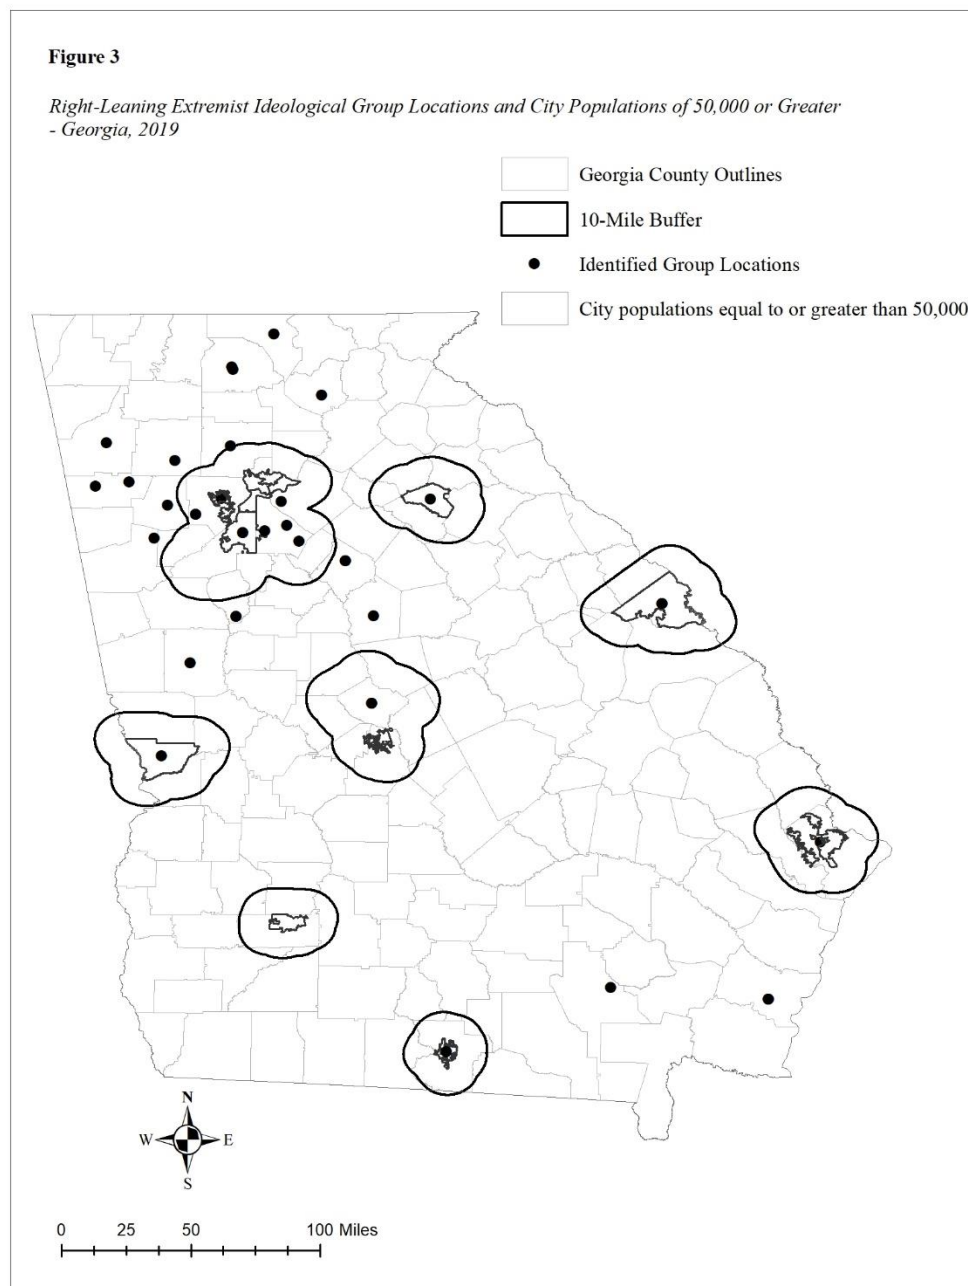 Figure 3
Right-Leaning Extremist Ideological Group Locations and City Populations of 50,000 or Greater
- Georgia, 2019
Georgia County Outlines
10-Mile Buffer
Identified Group Locations
City populations equal to or greater than 50,000
N
W E
S
0 25 50 100 Miles